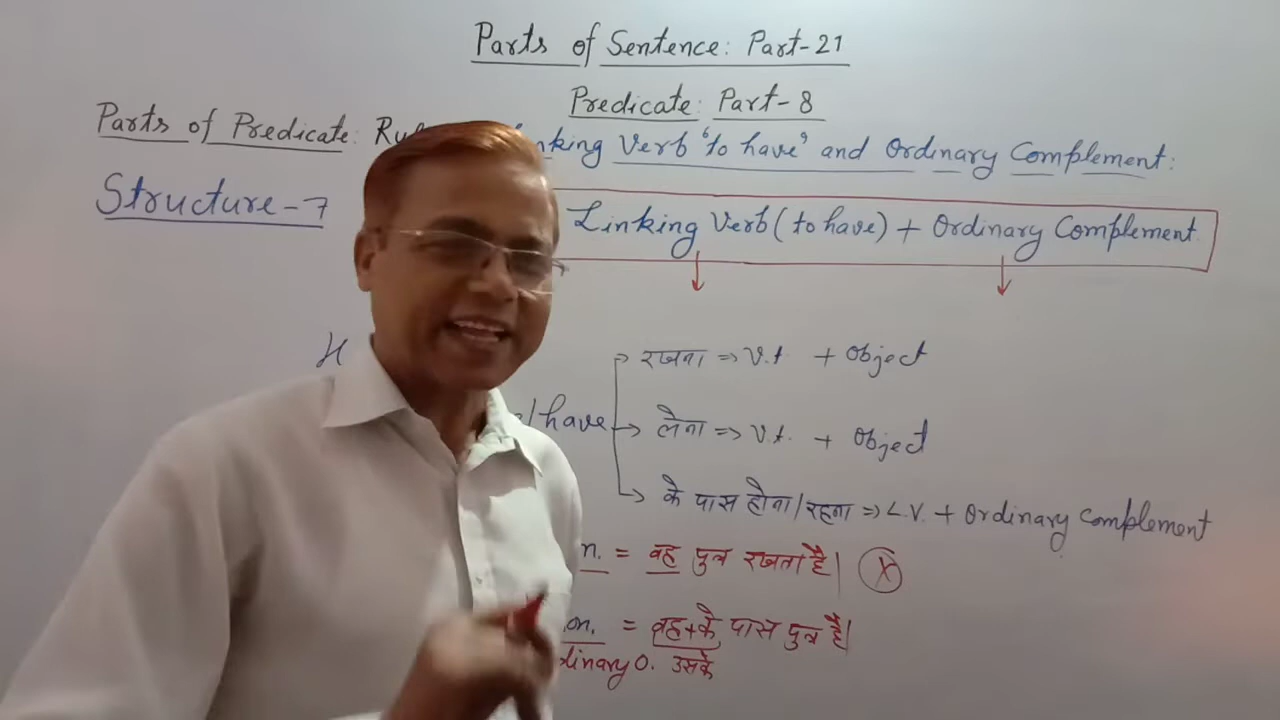 Parts of Sentence: Part-21
Predicate: Part-8
Parts of Predicate: Linking Verb 'to have' and Ordinary Complement:
Structure-7 Linking Verb (to have) + Ordinary Complement
H
रखना => V.t + Object
/have
लेना => V.t. + Object
के पास होना/रहना => L.V. + Ordinary Complement
n. = वह पुत्र रखता है। X
on. = वह+के पास पुत्र है।
dinary O. उसके